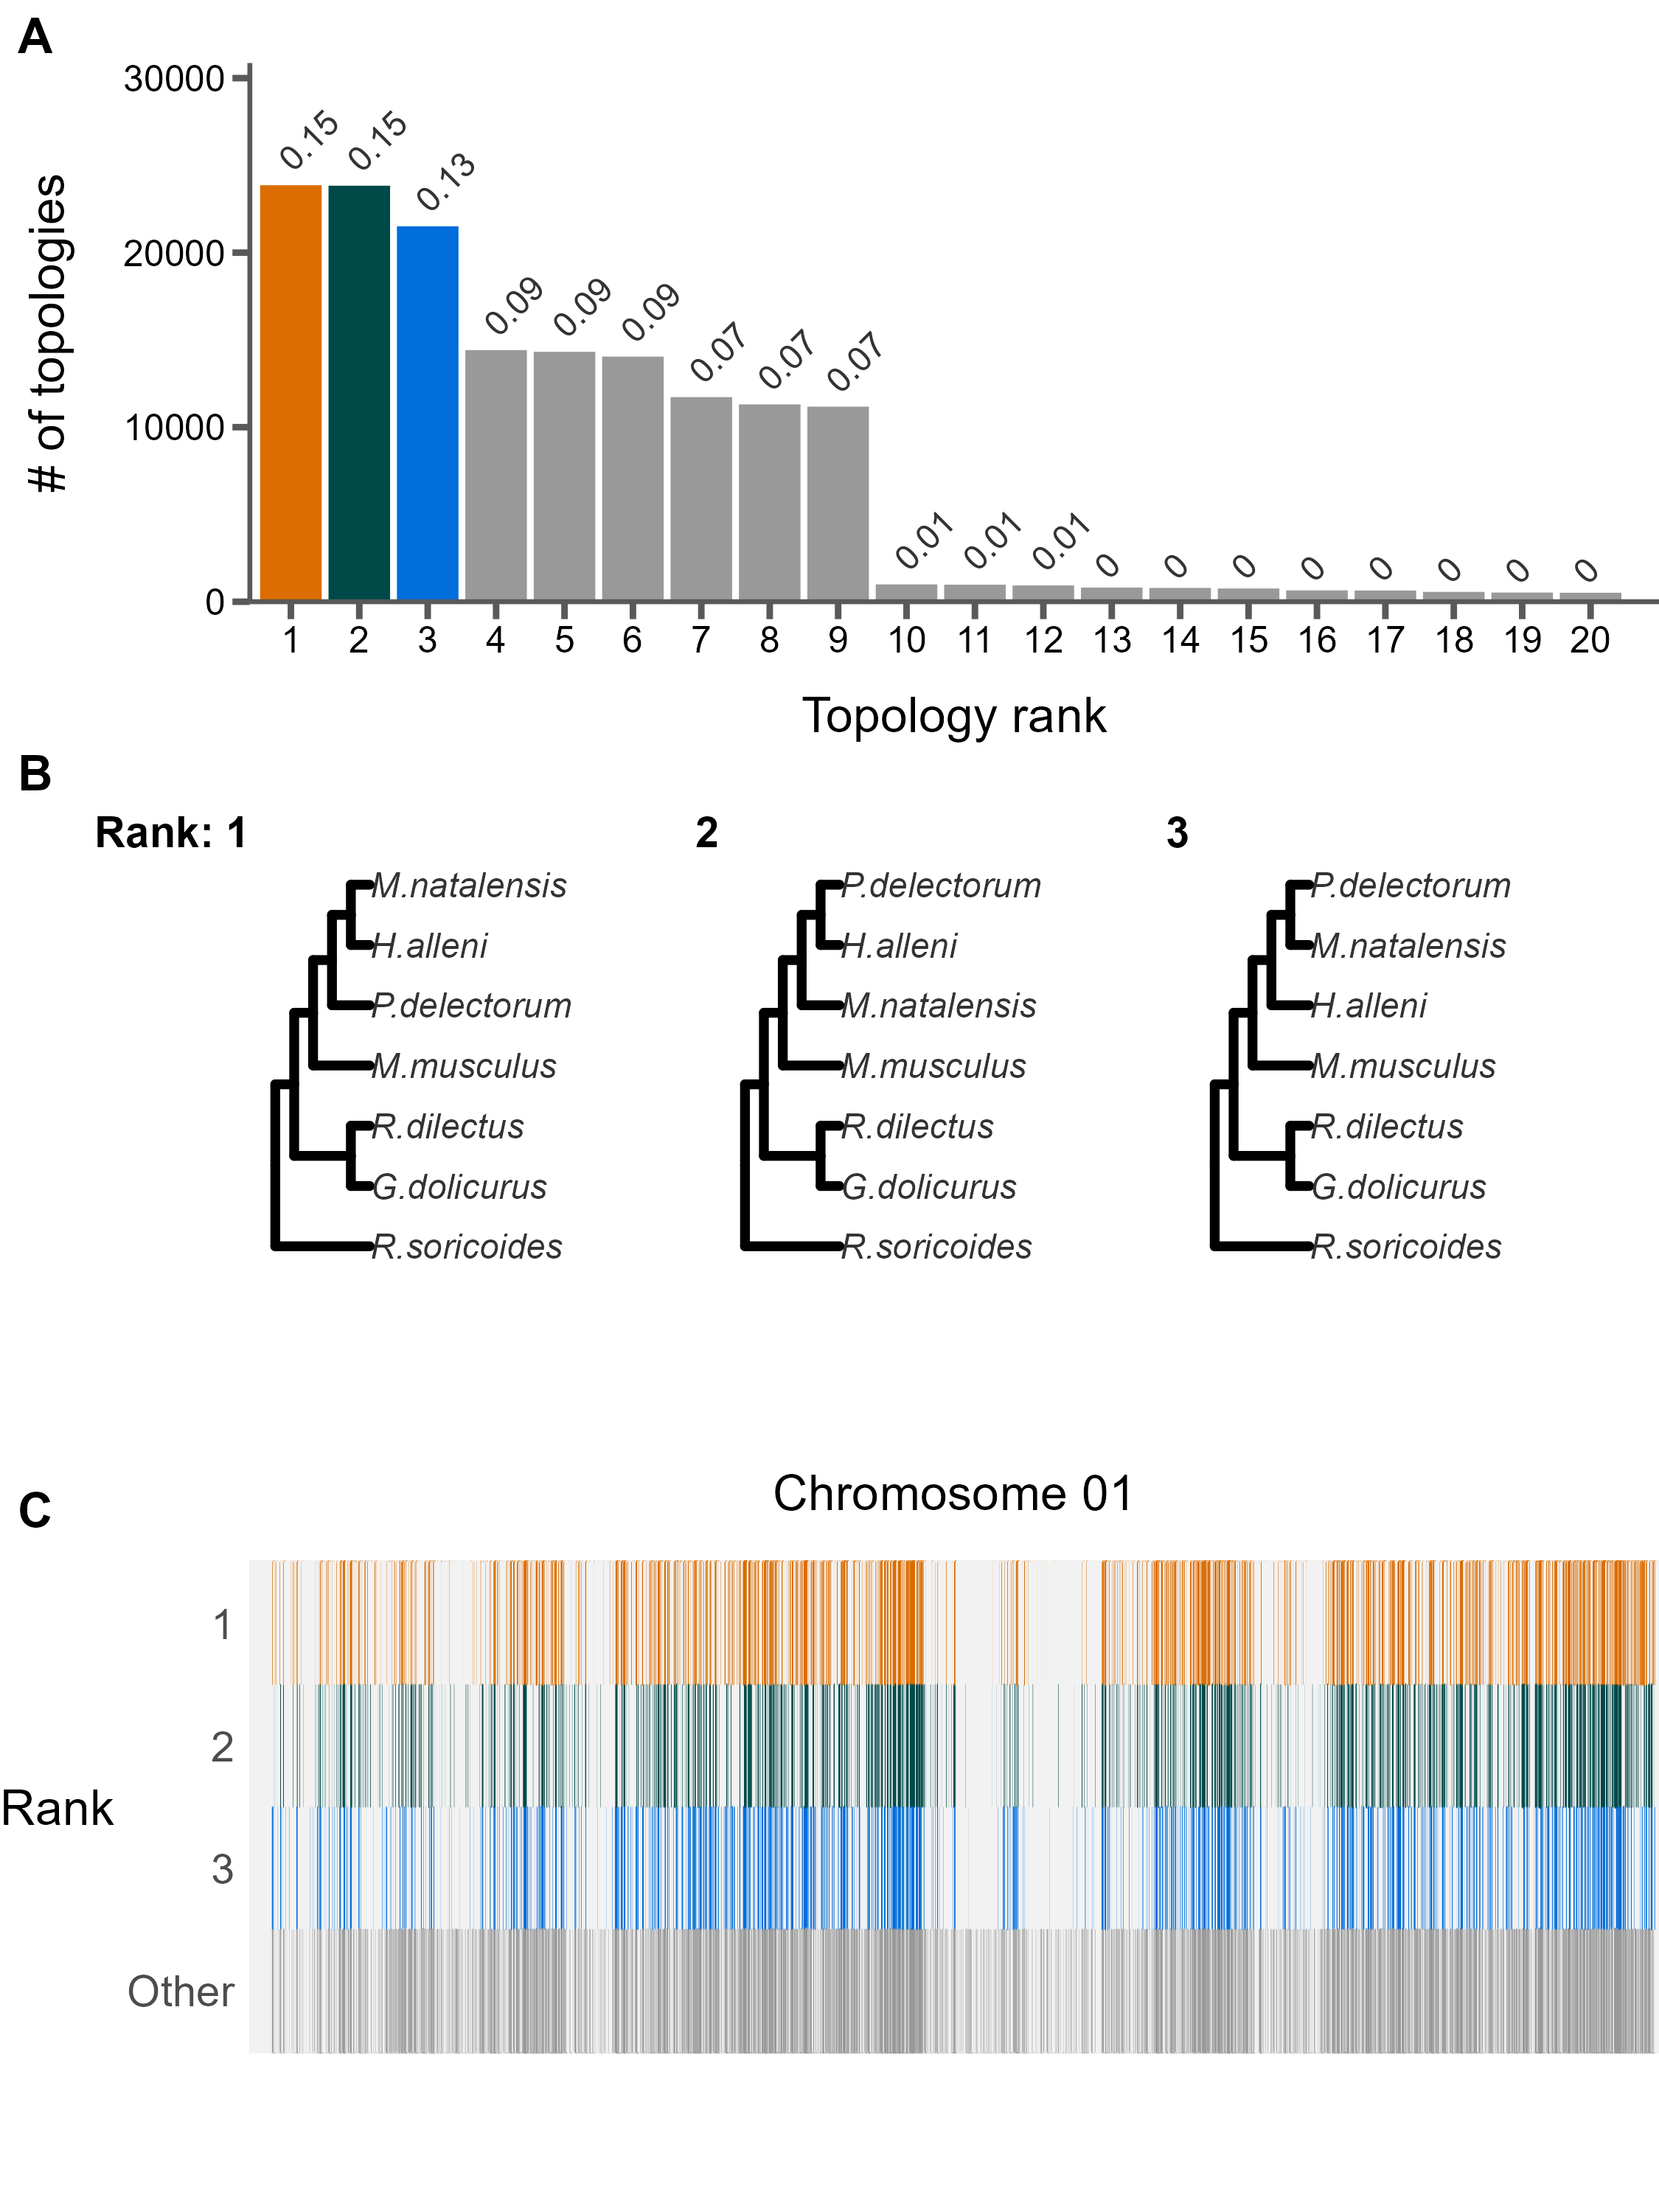 A
30000
20000
10000
0
# of topologies
0.15
0.15
0.13
0.09
0.09
0.09
0.07
0.07
0.07
0.01
0.01
0.01
0
0
0
0
0
0
0
0
1 2 3 4 5 6 7 8 9 10 11 12 13 14 15 16 17 18 19 20
Topology rank
B
Rank: 1
M.natalensis
H.alleni
P.delectorum
M.musculus
R.dilectus
G.dolicurus
R.soricoides
2
P.delectorum
H.alleni
M.natalensis
M.musculus
R.dilectus
G.dolicurus
R.soricoides
3
P.delectorum
M.natalensis
H.alleni
M.musculus
R.dilectus
G.dolicurus
R.soricoides
C
Chromosome 01
Rank
1
2
3
Other